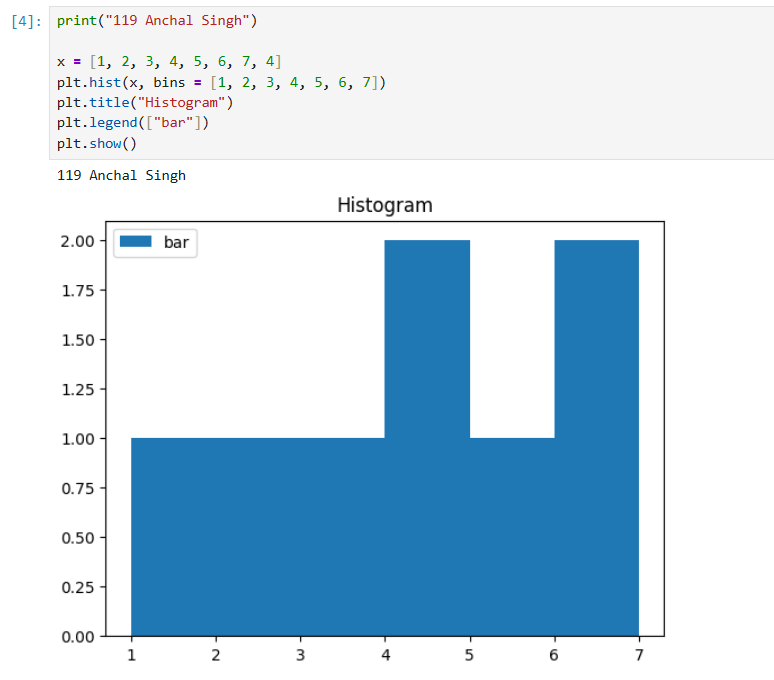 [4]: print("119 Anchal Singh")
x = [1, 2, 3, 4, 5, 6, 7, 4]
plt.hist(x, bins = [1, 2, 3, 4, 5, 6, 7])
plt.title("Histogram")
plt.legend(["bar"])
plt.show()
119 Anchal Singh
Histogram
bar
2.00
1.75
1.50
1.25
1.00
0.75
0.50
0.25
0.00
1 2 3 4 5 6 7